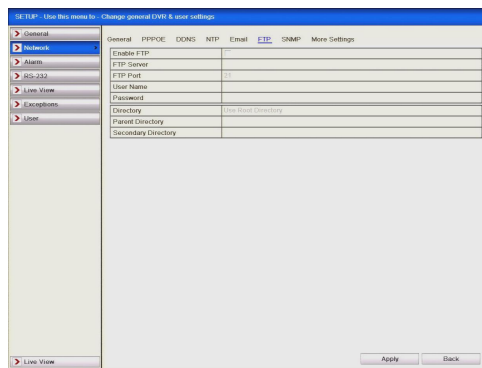 SETUP - Use this menu to - Change general DVR & user settings
General
Network
Alarm
RS-232
Live View
Exceptions
User
General PPPOE DDNS NTP Email FTP SNMP More Settings
Enable FTP
FTP Server
FTP Port 21
User Name
Password
Directory Use Root Directory
Parent Directory
Secondary Directory
Live View
Apply Back